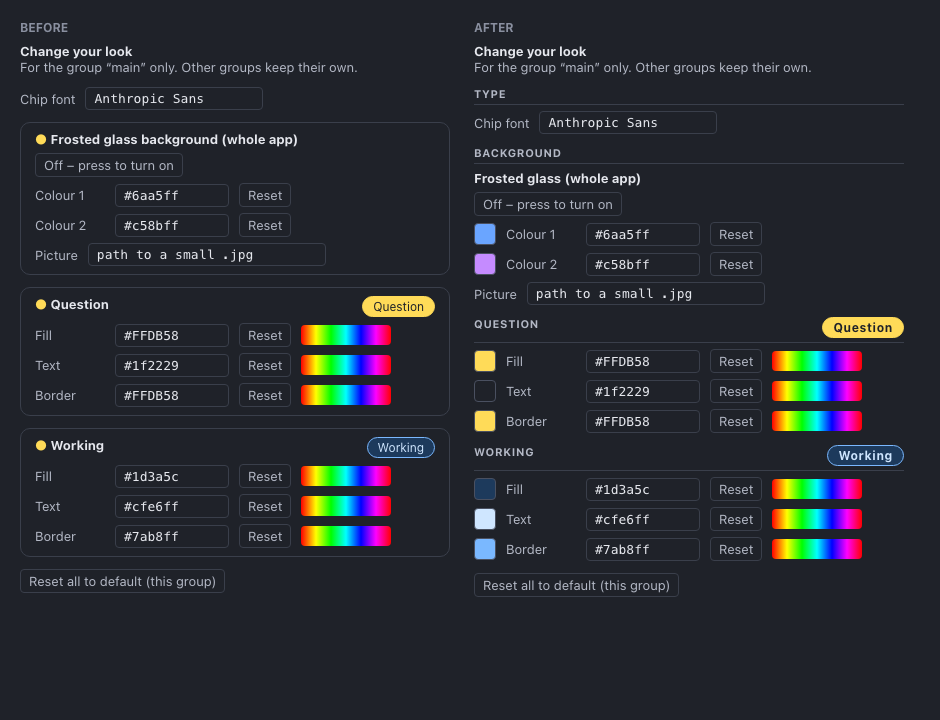 BEFORE
Change your look
For the group “main” only. Other groups keep their own.
Chip font Anthropic Sans
Frosted glass background (whole app)
Off – press to turn on
Colour 1 #6aa5ff Reset
Colour 2 #c58bff Reset
Picture path to a small .jpg
Question Question
Fill #FFDB58 Reset
Text #1f2229 Reset
Border #FFDB58 Reset
Working Working
Fill #1d3a5c Reset
Text #cfe6ff Reset
Border #7ab8ff Reset
Reset all to default (this group)
AFTER
Change your look
For the group “main” only. Other groups keep their own.
TYPE
Chip font Anthropic Sans
BACKGROUND
Frosted glass (whole app)
Off – press to turn on
Colour 1 #6aa5ff Reset
Colour 2 #c58bff Reset
Picture path to a small .jpg
QUESTION Question
Fill #FFDB58 Reset
Text #1f2229 Reset
Border #FFDB58 Reset
WORKING Working
Fill #1d3a5c Reset
Text #cfe6ff Reset
Border #7ab8ff Reset
Reset all to default (this group)